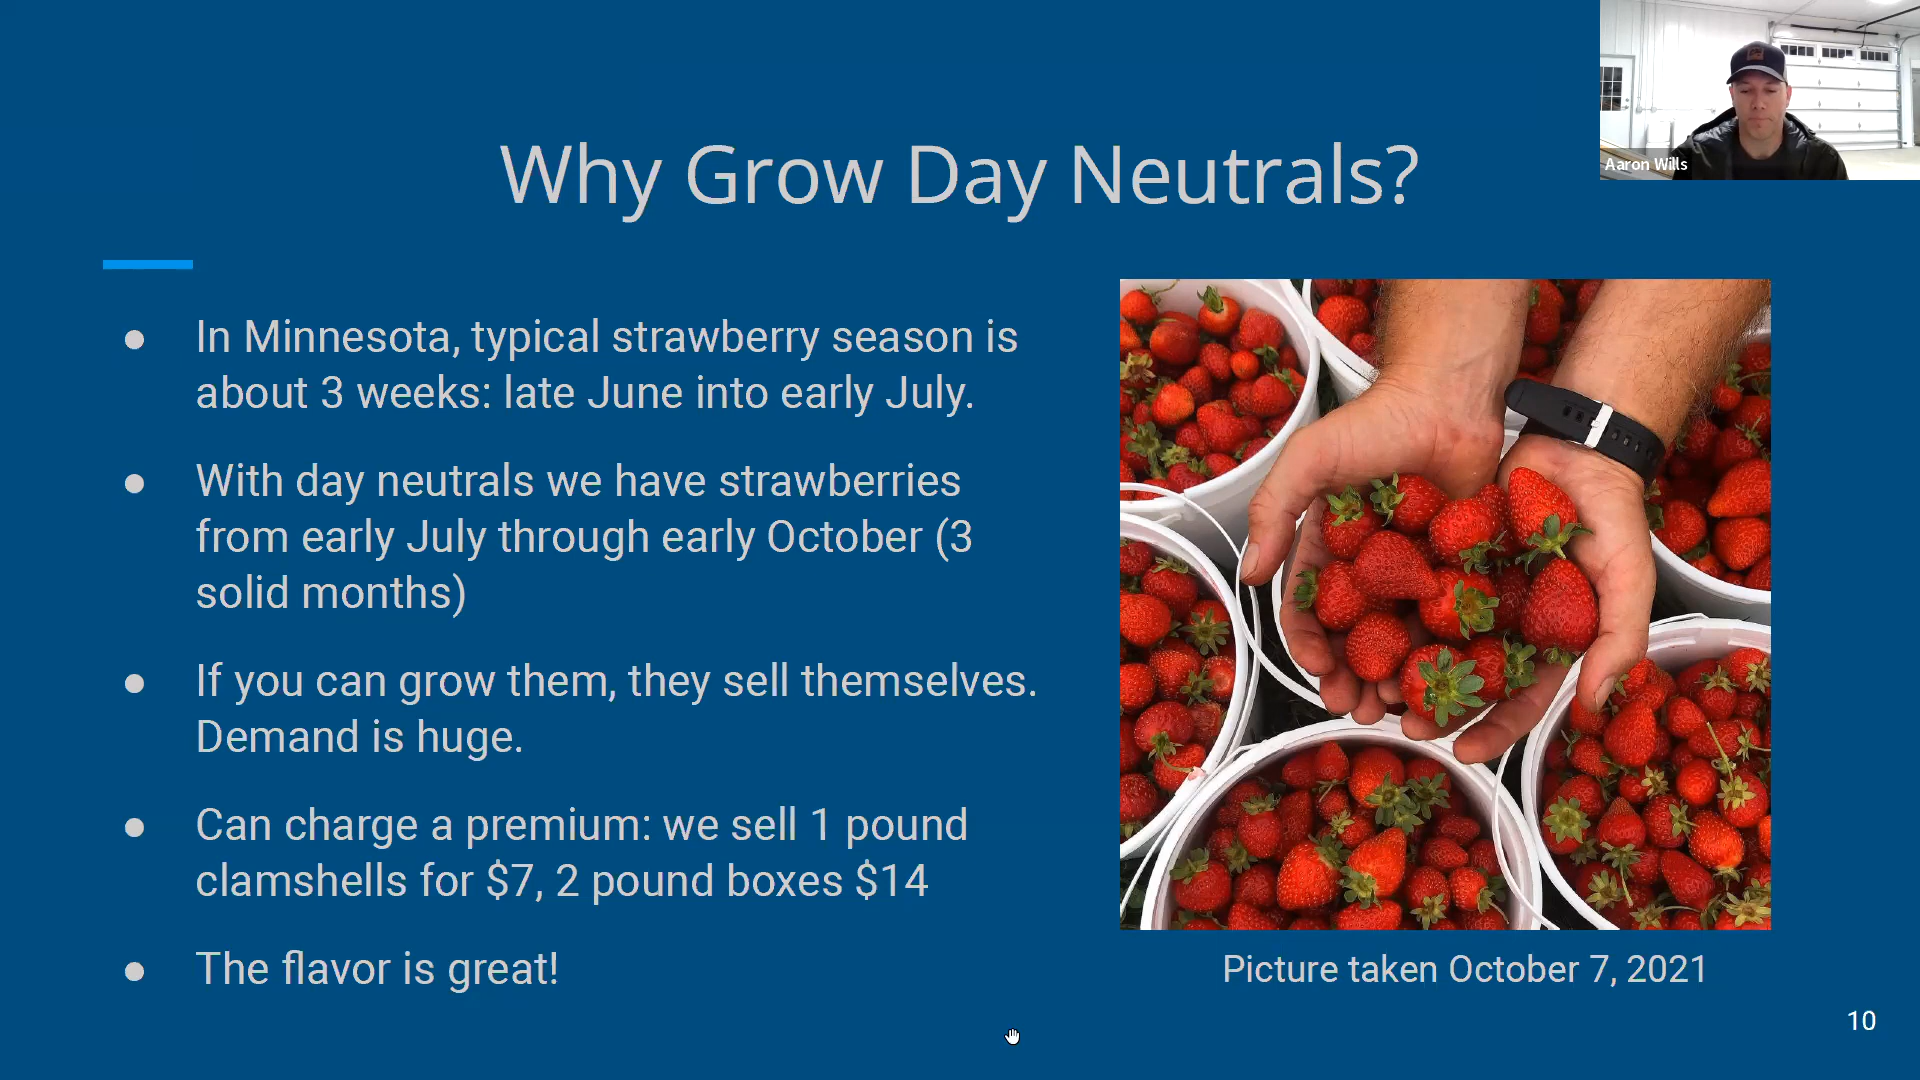 Aaron Wills
Why Grow Day Neutrals?
● In Minnesota, typical strawberry season is
about 3 weeks: late June into early July.
● With day neutrals we have strawberries
from early July through early October (3
solid months)
● If you can grow them, they sell themselves.
Demand is huge.
● Can charge a premium: we sell 1 pound
clamshells for $7, 2 pound boxes $14
● The flavor is great!
Picture taken October 7, 2021
10